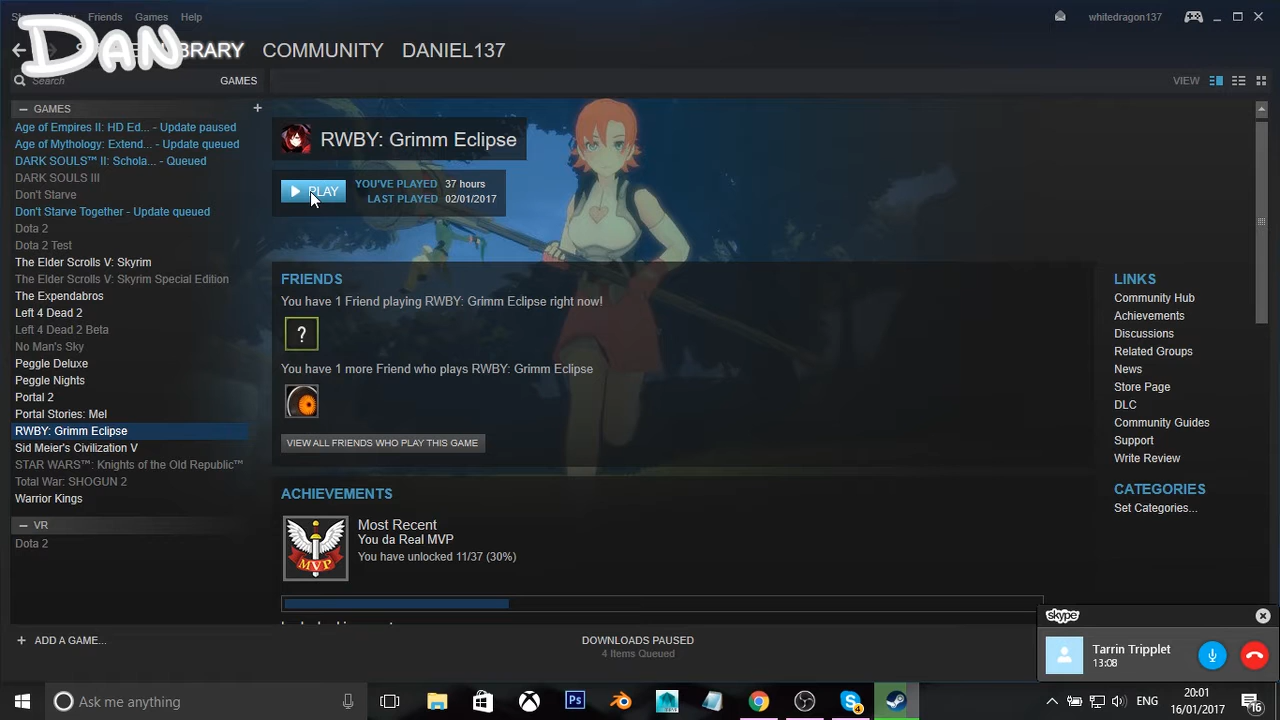 Friends Games Help
whitedragon137
DAN
LIBRARY COMMUNITY DANIEL137
Search GAMES
VIEW
GAMES
Age of Empires II: HD Ed... - Update paused
Age of Mythology: Extend... - Update queued
DARK SOULS™ II: Schola... - Queued
DARK SOULS III
Don't Starve
Don't Starve Together - Update queued
Dota 2
Dota 2 Test
The Elder Scrolls V: Skyrim
The Elder Scrolls V: Skyrim Special Edition
The Expendabros
Left 4 Dead 2
Left 4 Dead 2 Beta
No Man's Sky
Peggle Deluxe
Peggle Nights
Portal 2
Portal Stories: Mel
RWBY: Grimm Eclipse
Sid Meier's Civilization V
STAR WARS™: Knights of the Old Republic™
Total War: SHOGUN 2
Warrior Kings
VR
Dota 2
RWBY: Grimm Eclipse
PLAY
YOU'VE PLAYED 37 hours
LAST PLAYED 02/01/2017
FRIENDS
You have 1 Friend playing RWBY: Grimm Eclipse right now!
?
You have 1 more Friend who plays RWBY: Grimm Eclipse
VIEW ALL FRIENDS WHO PLAY THIS GAME
ACHIEVEMENTS
MVP
Most Recent
You da Real MVP
You have unlocked 11/37 (30%)
LINKS
Community Hub
Achievements
Discussions
Related Groups
News
Store Page
DLC
Community Guides
Support
Write Review
CATEGORIES
Set Categories...
+ ADD A GAME...
DOWNLOADS PAUSED
4 Items Queued
skype
Tarrin Tripplet
13:08
Ask me anything
Ps
4
ENG
20:01
16/01/2017
16